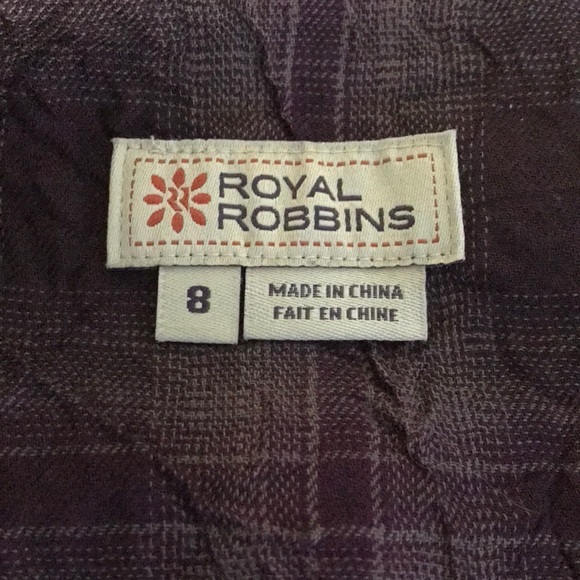 ROYAL
ROBBINS
8
MADE IN CHINA
FAIT EN CHINE